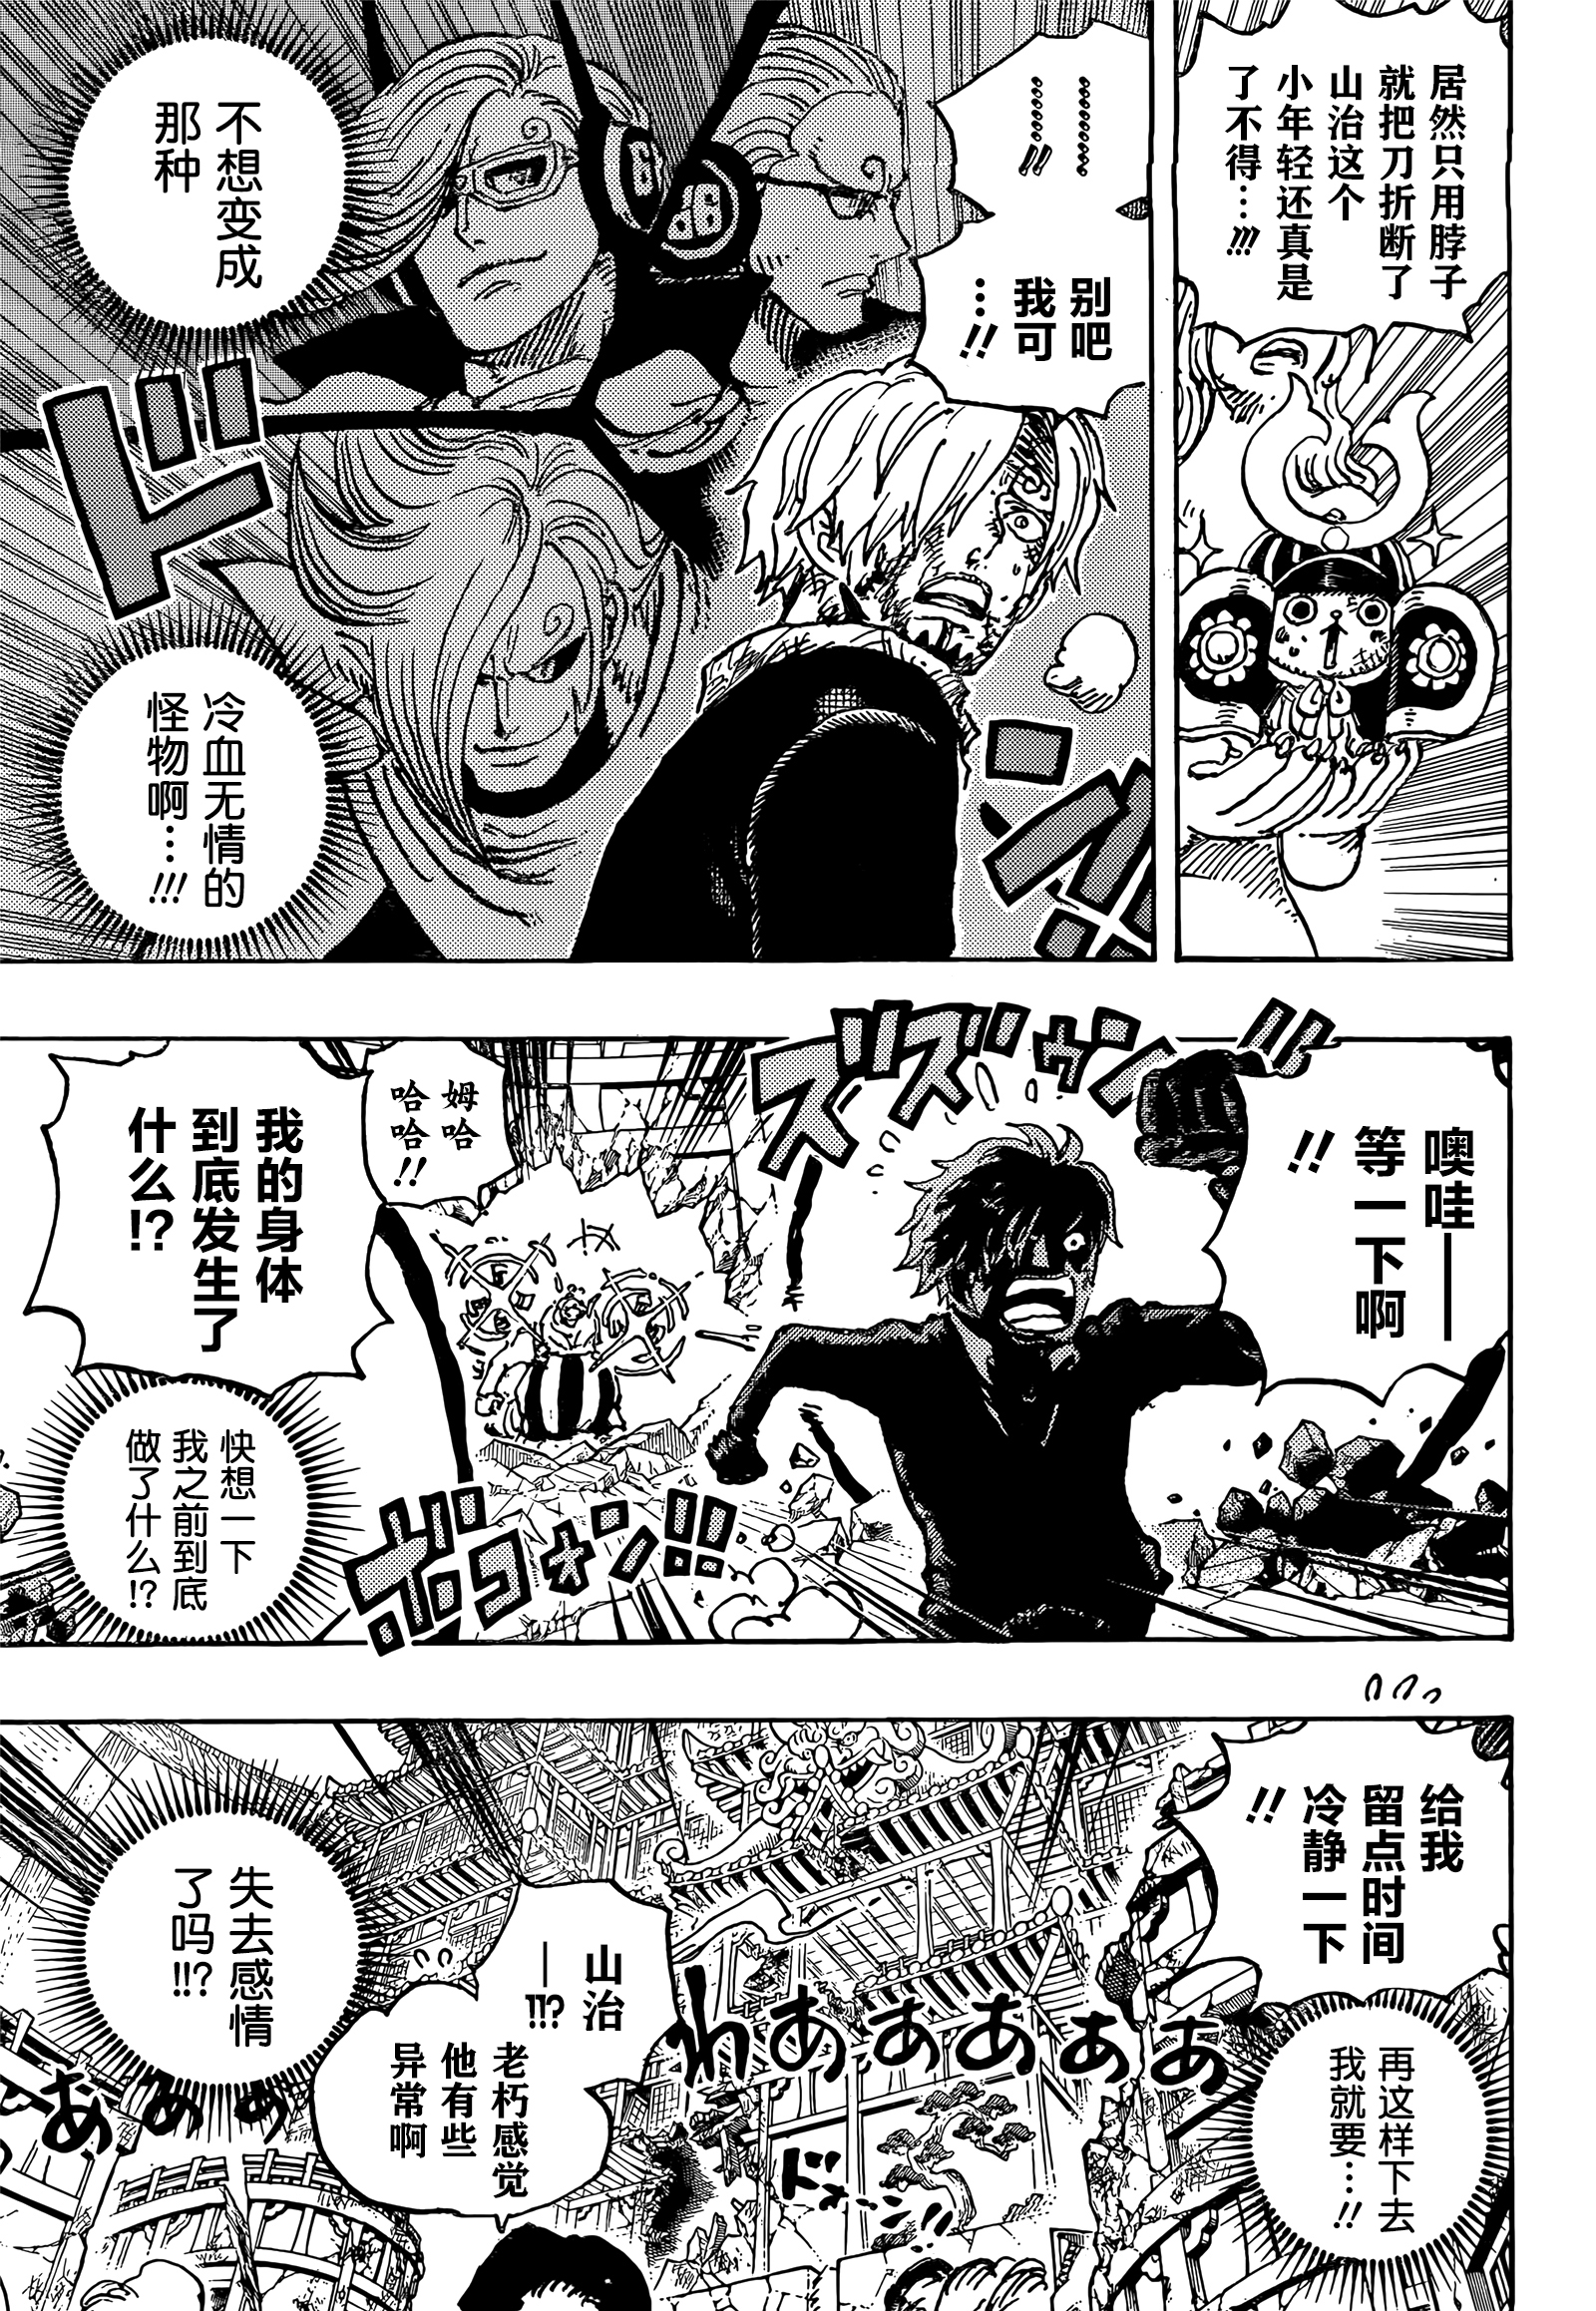 居然只用脖子
就把刀折断了
山治这个
小年轻还真是
了不得…!!!
…………
………!!
别吧
我可
…!!
不想变成
那种
ドン!!
冷血无情的
怪物啊…!!!
噢哇——
等一下啊
!!
ズズゥン!!
姆哈
哈哈!!
ボゴォン!!
我的身体
到底发生了
什么!?
快想一下
我之前到底
做了什么!?
给我
留点时间
冷静一下
!!
再这样下去
我就要…!!
わあああああ
ドォン!!
山治
—!!!?
老朽感觉
他有些
异常啊
失去感情
了吗!!?
あああ